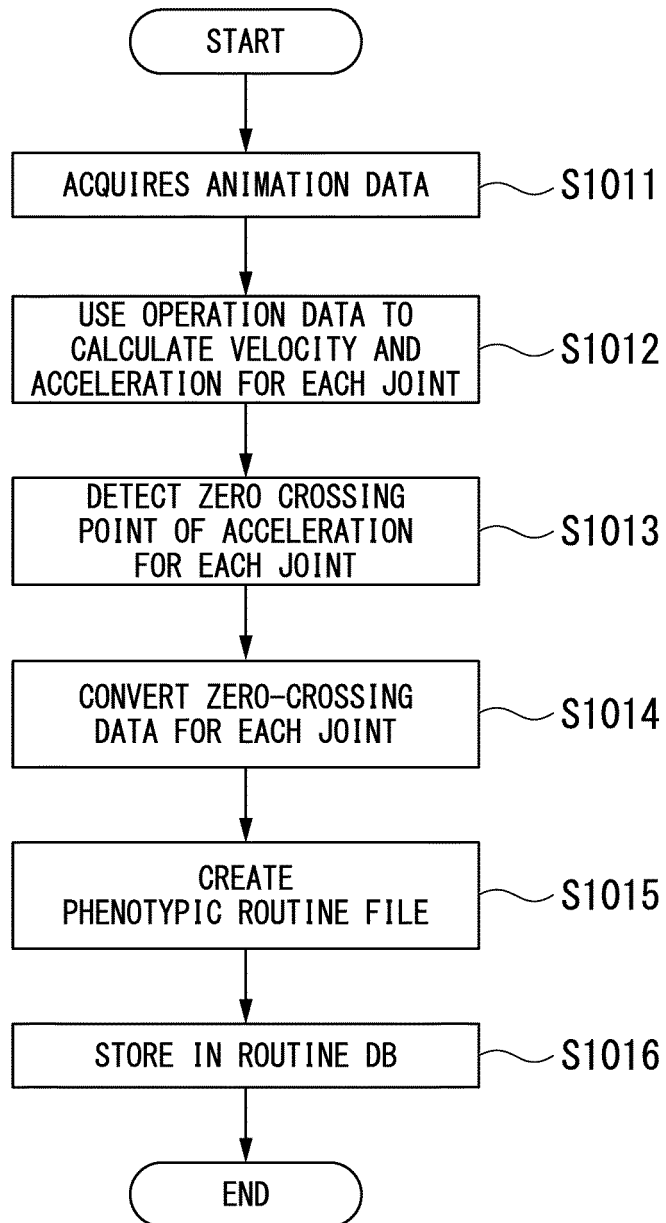 START
ACQUIRES ANIMATION DATA
S1011
USE OPERATION DATA TO
CALCULATE VELOCITY AND
ACCELERATION FOR EACH JOINT
S1012
DETECT ZERO CROSSING
POINT OF ACCELERATION
FOR EACH JOINT
S1013
CONVERT ZERO-CROSSING
DATA FOR EACH JOINT
S1014
CREATE
PHENOTYPIC ROUTINE FILE
S1015
STORE IN ROUTINE DB
S1016
END